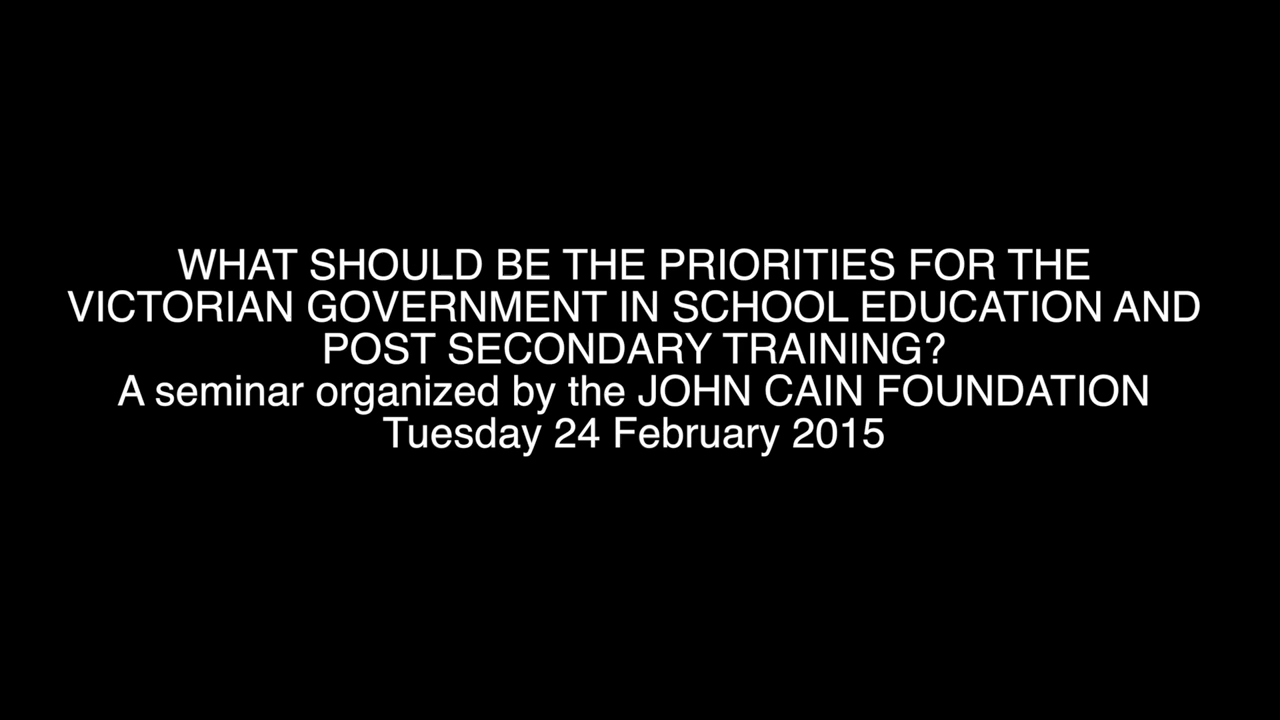 WHAT SHOULD BE THE PRIORITIES FOR THE
VICTORIAN GOVERNMENT IN SCHOOL EDUCATION AND
POST SECONDARY TRAINING?
A seminar organized by the JOHN CAIN FOUNDATION
Tuesday 24 February 2015